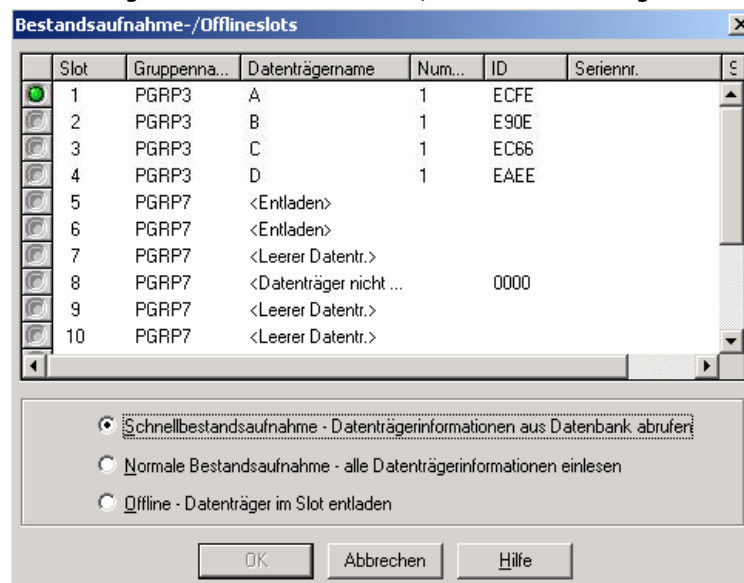 Bestandsaufnahme-/Offlineslots
Slot Gruppenna... Datenträgername Num... ID Seriennr. S
1 PGRP3 A 1 ECFE
2 PGRP3 B 1 E90E
3 PGRP3 C 1 EC66
4 PGRP3 D 1 EAEE
5 PGRP7 <Entladen>
6 PGRP7 <Entladen>
7 PGRP7 <Leerer Datentr.>
8 PGRP7 <Datenträger nicht ... 0000
9 PGRP7 <Leerer Datentr.>
10 PGRP7 <Leerer Datentr.>
Schnellbestandsaufnahme - Datenträgerinformationen aus Datenbank abrufen
Normale Bestandsaufnahme - alle Datenträgerinformationen einlesen
Offline - Datenträger im Slot entladen
OK Abbrechen Hilfe